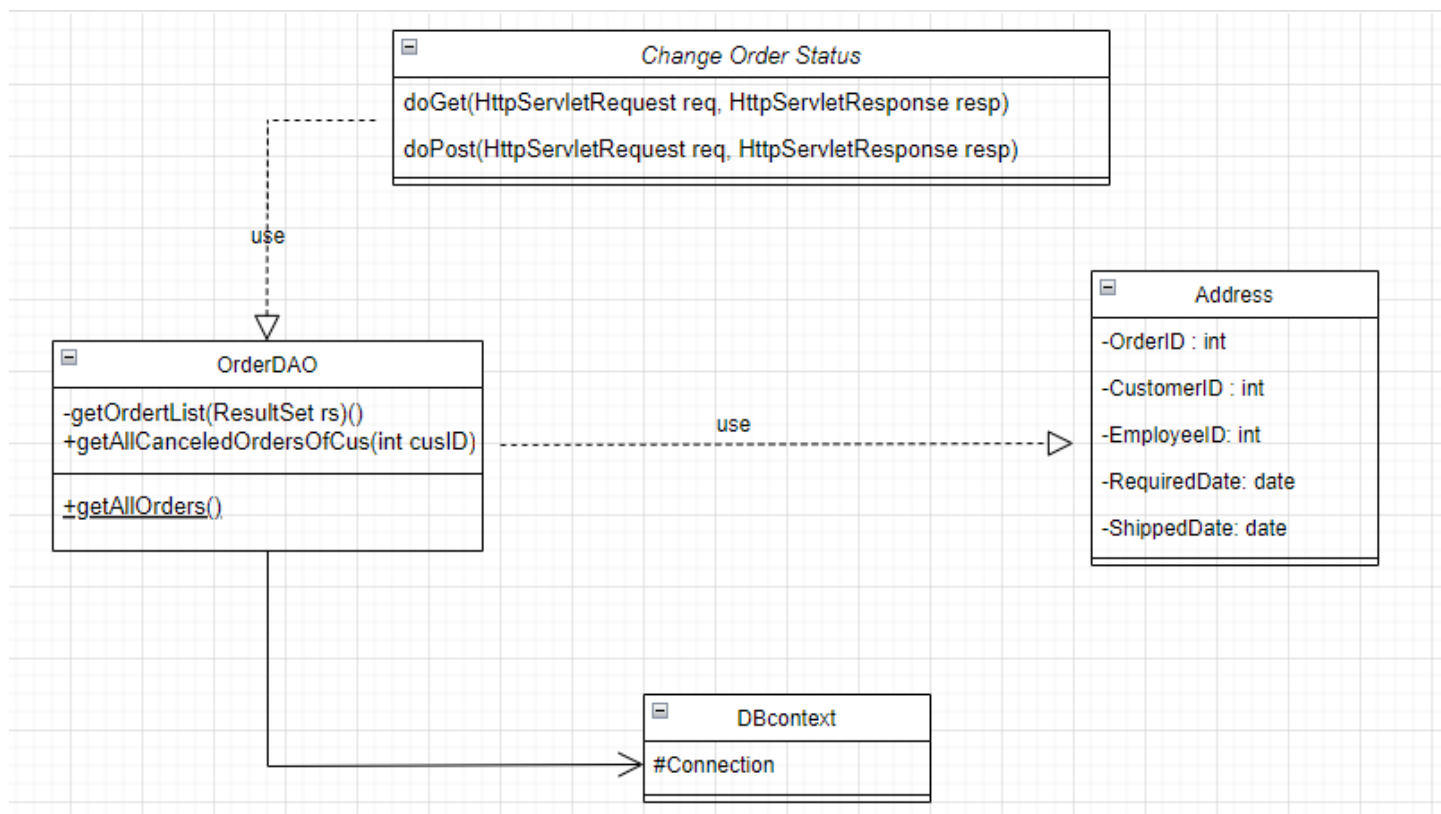 Change Order Status
doGet(HttpServletRequest req, HttpServletResponse resp)
doPost(HttpServletRequest req, HttpServletResponse resp)
use
Address
-OrderID : int
-CustomerID : int
-EmployeeID: int
-RequiredDate: date
-ShippedDate: date
OrderDAO
-getOrdertList(ResultSet rs)()
+getAllCanceledOrdersOfCus(int cusID)
+getAllOrders()
use
DBcontext
#Connection